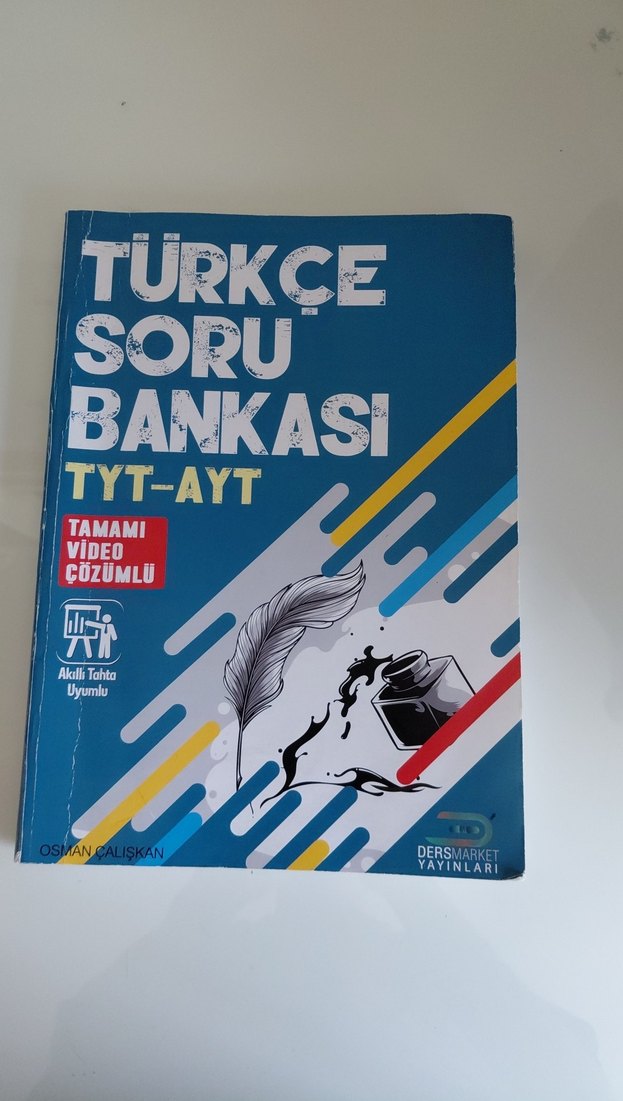 TÜRKÇE
SORU
BANKASI
TYT-AYT
TAMAMI
VİDEO
ÇÖZÜMLÜ
Akıllı Tahta
Uyumlu
OSMAN ÇALIŞKAN
DERSMARKET
YAYINLARI